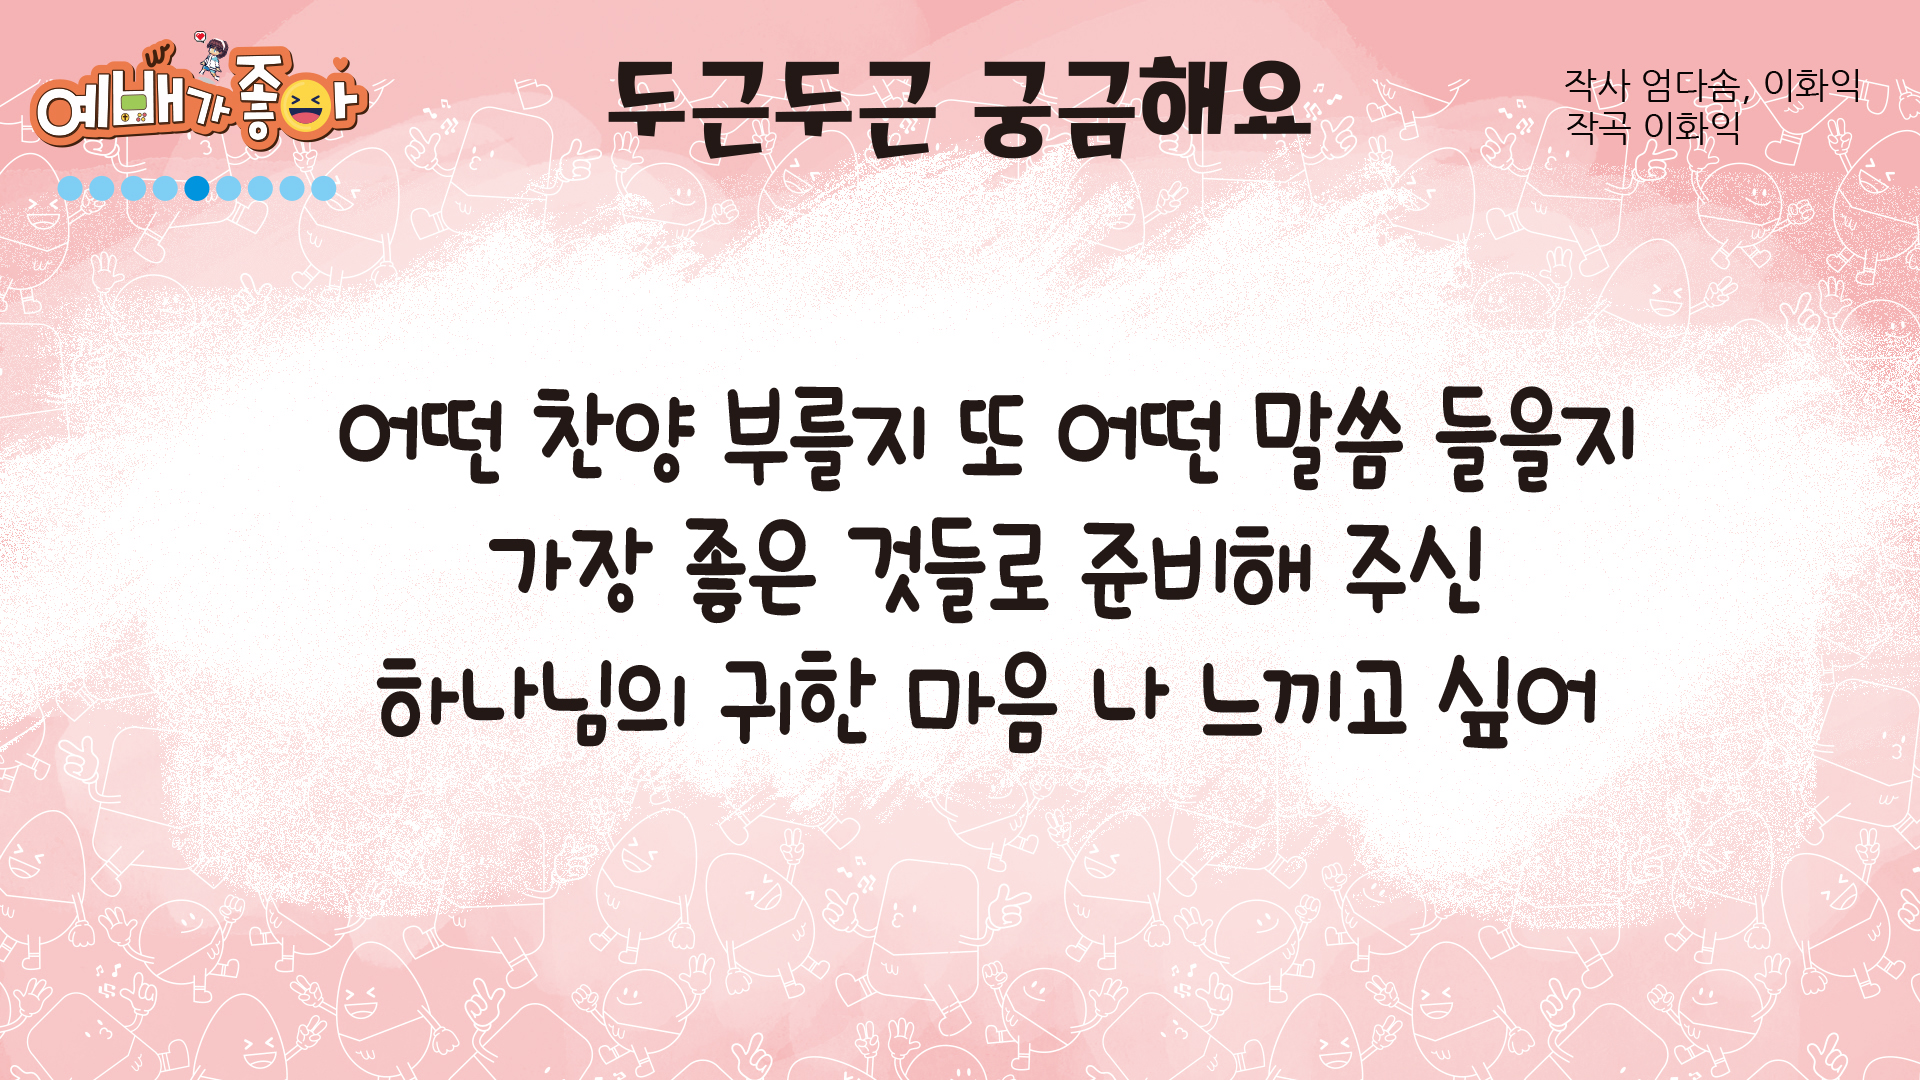 예배가 좋아
두근두근 궁금해요
작사 엄다솜, 이화익
작곡 이화익
어떤 찬양 부를지 또 어떤 말씀 들을지
가장 좋은 것들로 준비해 주신
하나님의 귀한 마음 나 느끼고 싶어